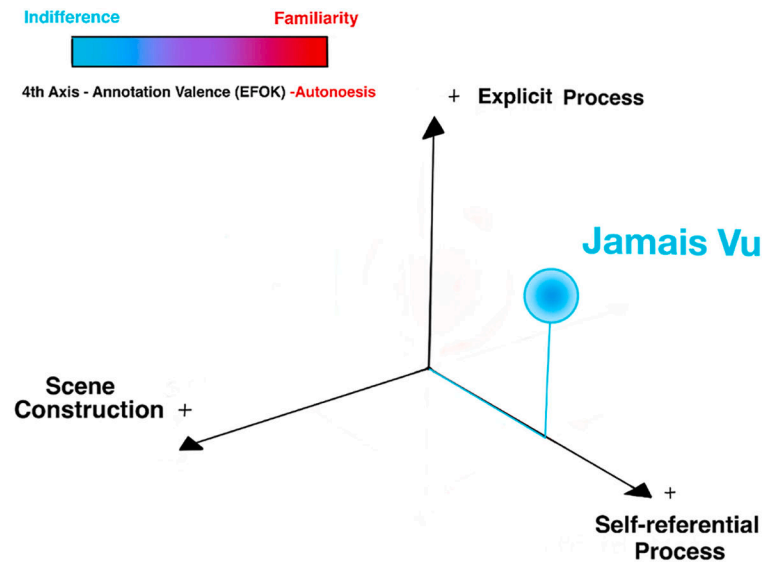 Indifference Familiarity
4th Axis - Annotation Valence (EFOK) -Autonoesis
+ Explicit Process
Jamais Vu
Scene
Construction +
+
Self-referential
Process